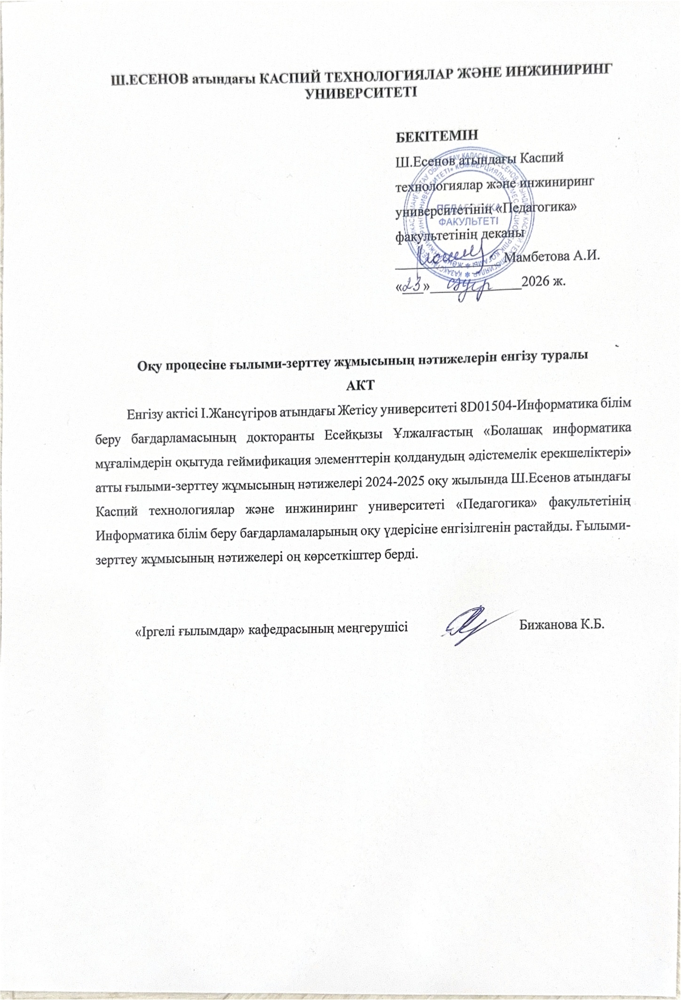 Ш.ЕСЕНОВ атындағы КАСПИЙ ТЕХНОЛОГИЯЛАР ЖӘНЕ ИНЖИНИРИНГ
УНИВЕРСИТЕТІ
БЕКІТЕМІН
Ш.Есенов атындағы Каспий
технологиялар және инжиниринг
университетінің «Педагогика»
факультетінің деканы
Мамбетова А.И.
«23» сәуір 2026 ж.
ПЕДАГОГИКА
ФАКУЛЬТЕТІ
Оқу процесіне ғылыми-зерттеу жұмысының нәтижелерін енгізу туралы
АКТ
Енгізу актісі І.Жансүгіров атындағы Жетісу университеті 8D01504-Информатика білім
беру бағдарламасының докторанты Есейқызы Ұлжалғастың «Болашақ информатика
мұғалімдерін оқытуда геймификация элементтерін қолданудың әдістемелік ерекшеліктері»
атты ғылыми-зерттеу жұмысының нәтижелері 2024-2025 оқу жылында Ш.Есенов атындағы
Каспий технологиялар және инжиниринг университеті «Педагогика» факультетінің
Информатика білім беру бағдарламаларының оқу үдерісіне енгізілгенін растайды. Ғылыми-
зерттеу жұмысының нәтижелері оң көрсеткіштер берді.
«Іргелі ғылымдар» кафедрасының меңгерушісі Бижанова К.Б.